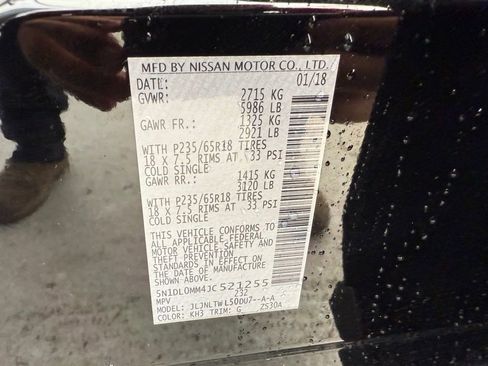 MFD BY NISSAN MOTOR CO., LTD.
DATE: 01/18
GVWR: 2715 KG
5986 LB
GAWR FR.: 1325 KG
2921 LB
WITH P235/65R18 TIRES
18 X 7.5 RIMS AT 33 PSI
COLD SINGLE
GAWR RR.: 1415 KG
3120 LB
WITH P235/65R18 TIRES
18 X 7.5 RIMS AT 33 PSI
COLD SINGLE
THIS VEHICLE CONFORMS TO
ALL APPLICABLE U.S. FEDERAL
MOTOR VEHICLE SAFETY AND
THEFT PREVENTION
STANDARDS IN EFFECT ON
THE DATE OF MANUFACTURE
SHOWN ABOVE.
5N1DL0MM4JC521255
MPV 232
MODEL: JLJNLTWL50DU7--A-A
COLOR: KH3 TRIM: G ZS30A